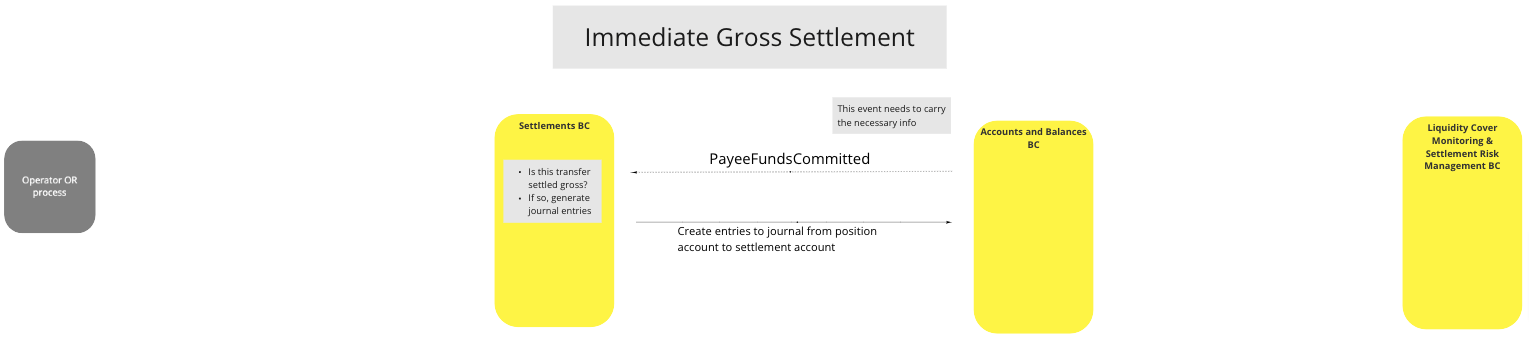 Immediate Gross Settlement
This event needs to carry
the necessary info
Operator OR
process
Settlements BC
• Is this transfer
settled gross?
• If so, generate
journal entries
PayeeFundsCommitted
Create entries to journal from position
account to settlement account
Accounts and Balances
BC
Liquidity Cover
Monitoring &
Settlement Risk
Management BC